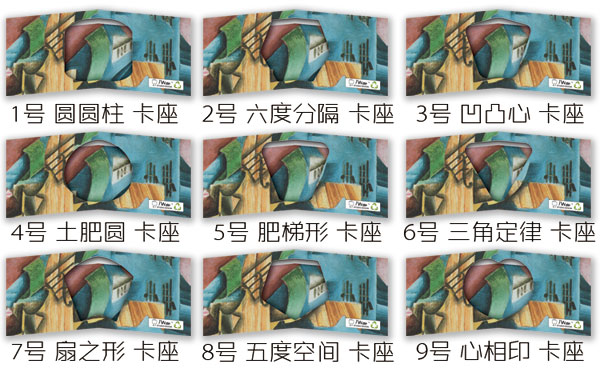 1号 圆圆柱 卡座
2号 六度分隔 卡座
3号 凹凸心 卡座
4号 土肥圆 卡座
5号 肥梯形 卡座
6号 三角定律 卡座
7号 扇之形 卡座
8号 五度空间 卡座
9号 心相印 卡座